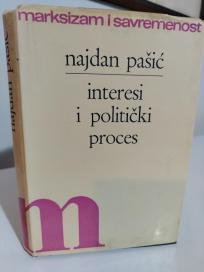 marksizam i savremenost
najdan pašić
interesi
i politički
proces
m